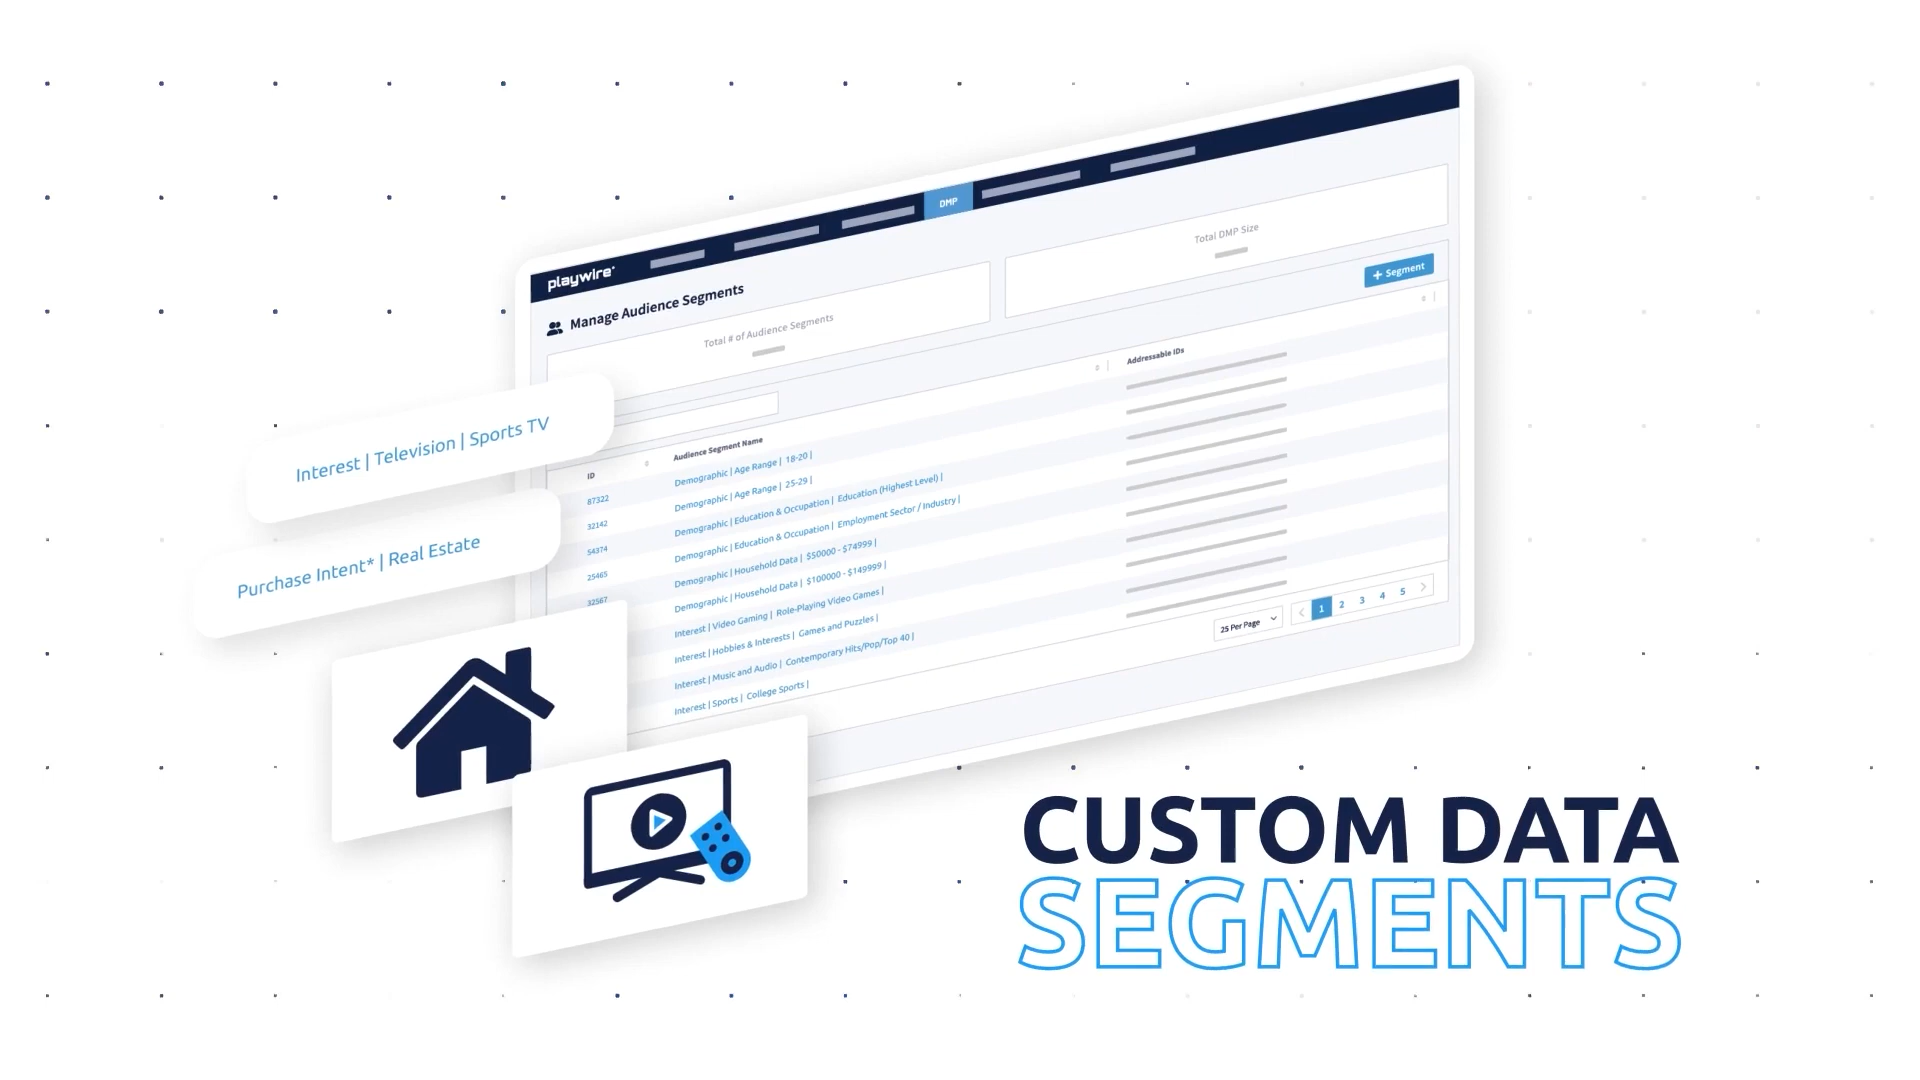 playwire
DMP
Manage Audience Segments
Total # of Audience Segments
Total DMP Size
+ Segment
ID
Audience Segment Name
Addressable IDs
87322
Demographic | Age Range | 18-20 |
32142
Demographic | Age Range | 25-29 |
54374
Demographic | Education & Occupation | Education (Highest Level) |
25465
Demographic | Education & Occupation | Employment Sector / Industry |
32567
Demographic | Household Data | $50000 - $74999 |
Demographic | Household Data | $100000 - $149999 |
Interest | Video Gaming | Role-Playing Video Games |
Interest | Hobbies & Interests | Games and Puzzles |
Interest | Music and Audio | Contemporary Hits/Pop/Top 40 |
Interest | Sports | College Sports |
25 Per Page
1 2 3 4 5
Interest | Television | Sports TV
Purchase Intent* | Real Estate
CUSTOM DATA
SEGMENTS